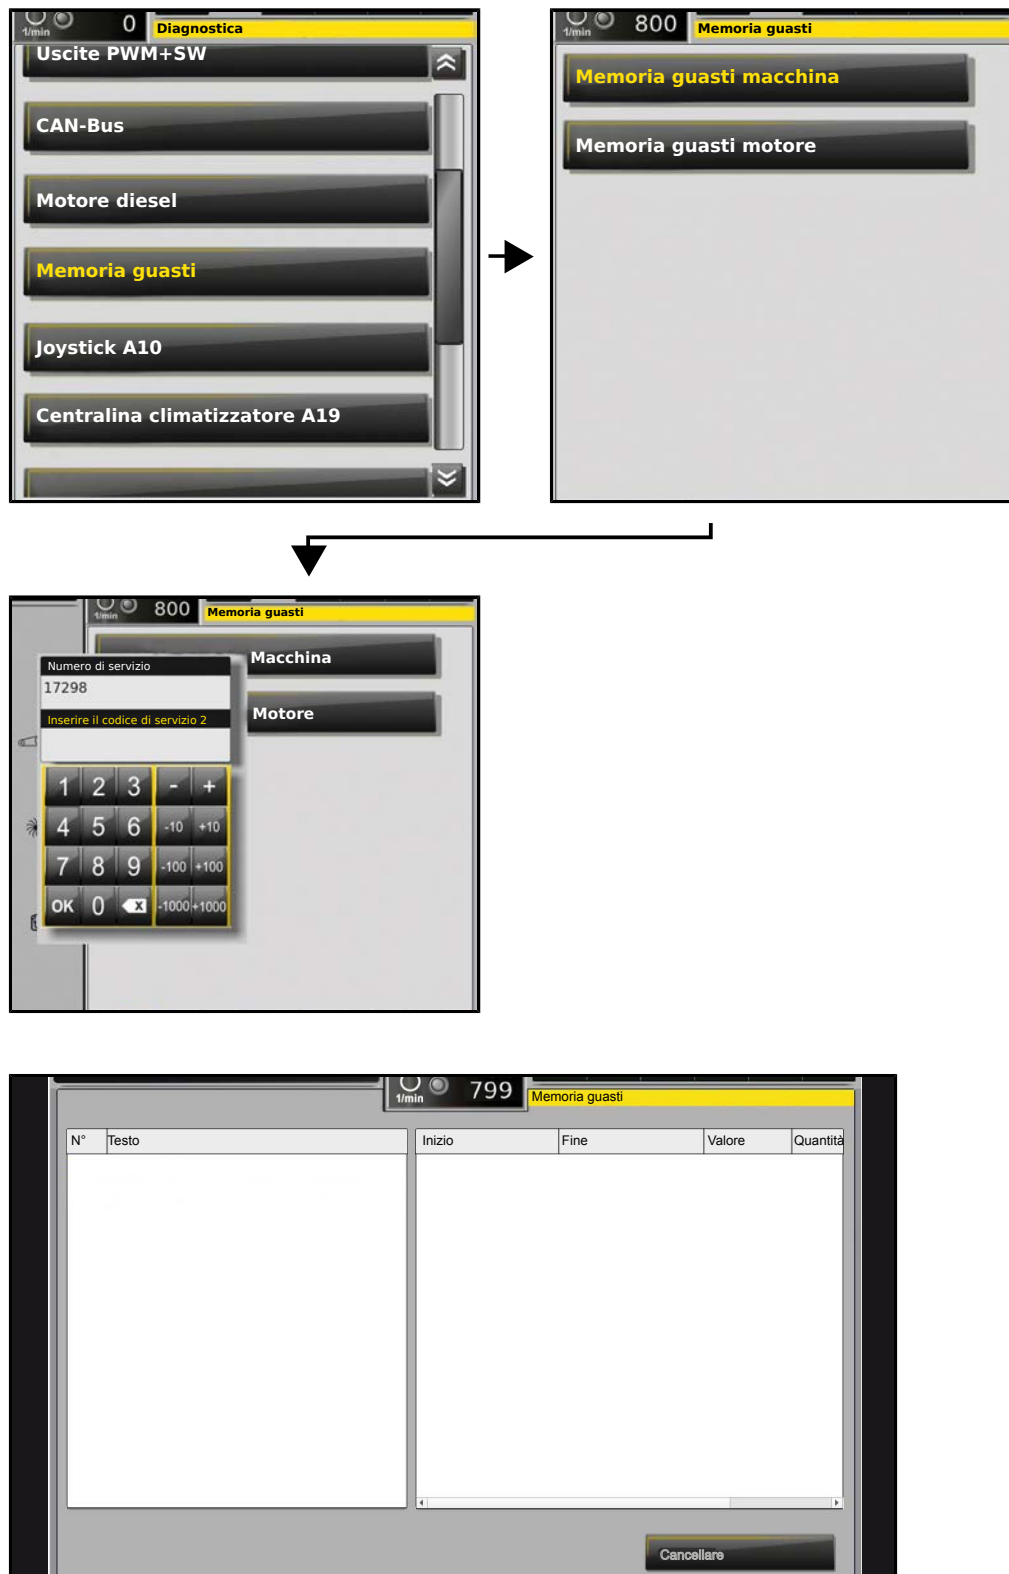 1/min 0 Diagnostica
Uscite PWM+SW
CAN-Bus
Motore diesel
Memoria guasti
Joystick A10
Centralina climatizzatore A19
1/min 800 Memoria guasti
Memoria guasti macchina
Memoria guasti motore
1/min 800 Memoria guasti
Macchina
Motore
Numero di servizio
17298
Inserire il codice di servizio 2
1 2 3 - +
4 5 6 -10 +10
7 8 9 -100 +100
OK 0 x -1000 +1000
1/min 799 Memoria guasti
N° Testo Inizio Fine Valore Quantità
Cancellare